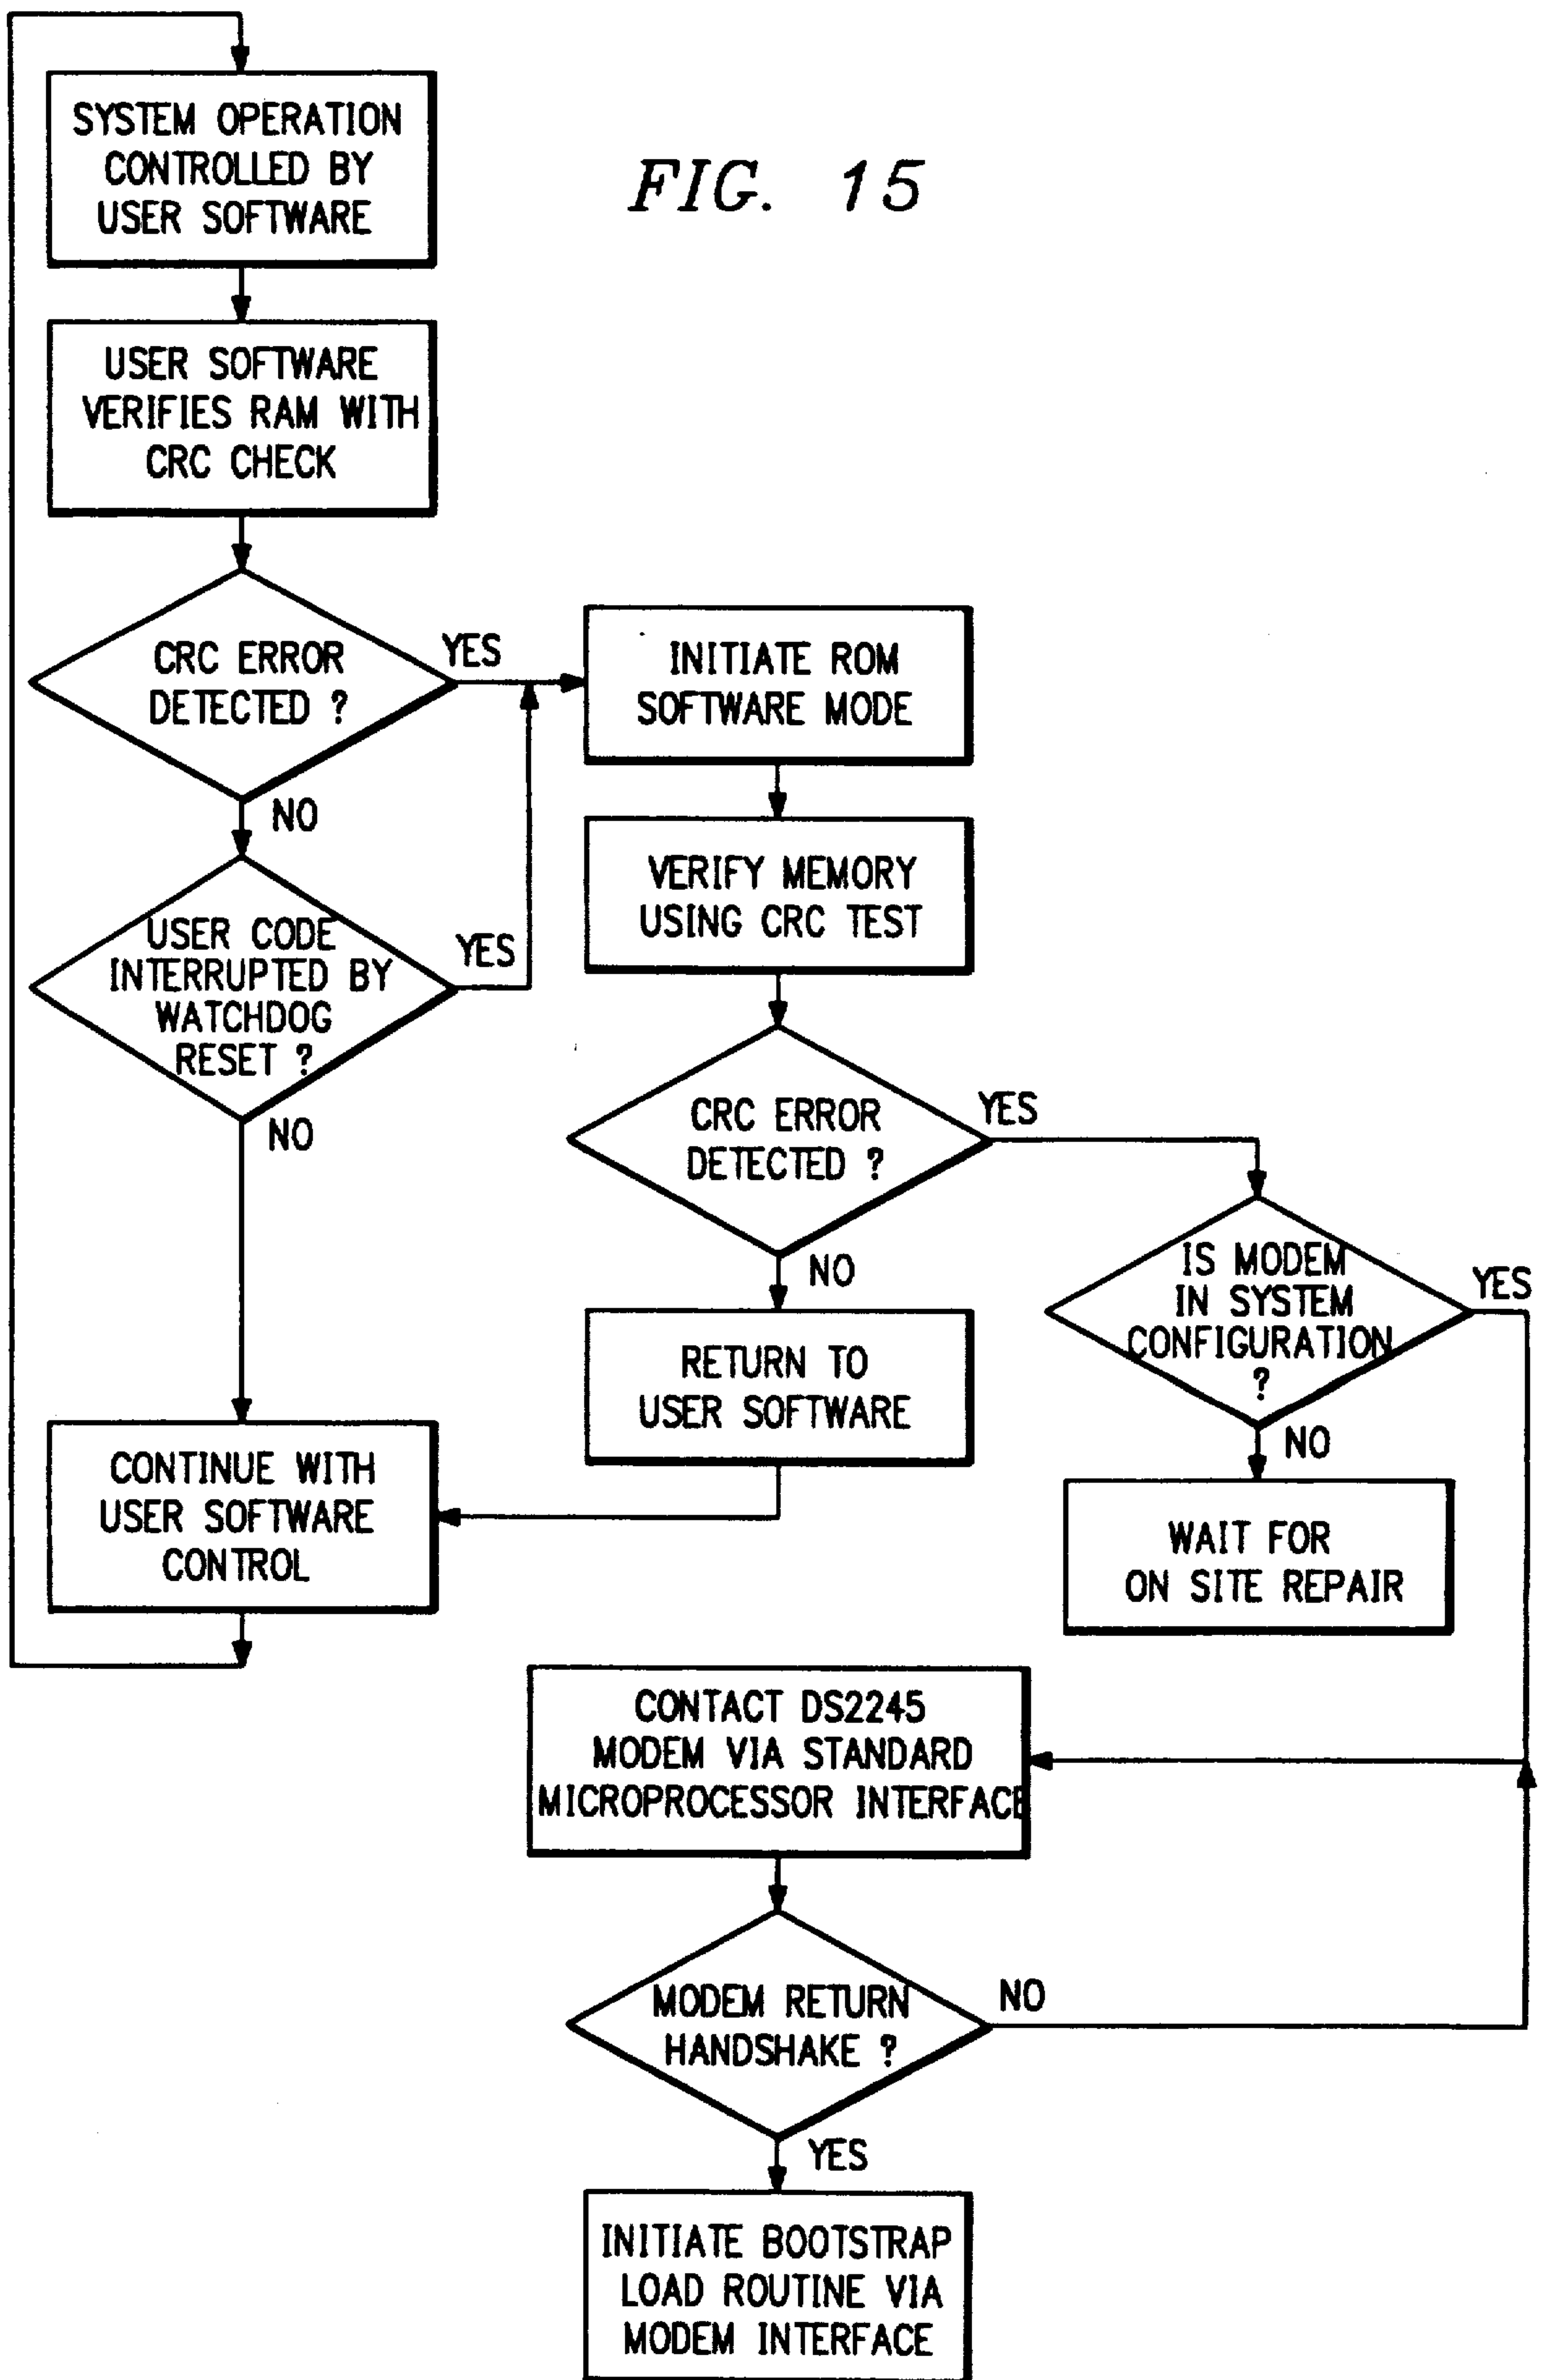 FIG. 15
SYSTEM OPERATION
CONTROLLED BY
USER SOFTWARE
USER SOFTWARE
VERIFIES RAM WITH
CRC CHECK
CRC ERROR
DETECTED ?
YES
NO
USER CODE
INTERRUPTED BY
WATCHDOG
RESET ?
YES
NO
CONTINUE WITH
USER SOFTWARE
CONTROL
INITIATE ROM
SOFTWARE MODE
VERIFY MEMORY
USING CRC TEST
CRC ERROR
DETECTED ?
YES
NO
RETURN TO
USER SOFTWARE
IS MODEM
IN SYSTEM
CONFIGURATION
?
YES
NO
WAIT FOR
ON SITE REPAIR
CONTACT DS2245
MODEM VIA STANDARD
MICROPROCESSOR INTERFACE
MODEM RETURN
HANDSHAKE ?
NO
YES
INITIATE BOOTSTRAP
LOAD ROUTINE VIA
MODEM INTERFACE